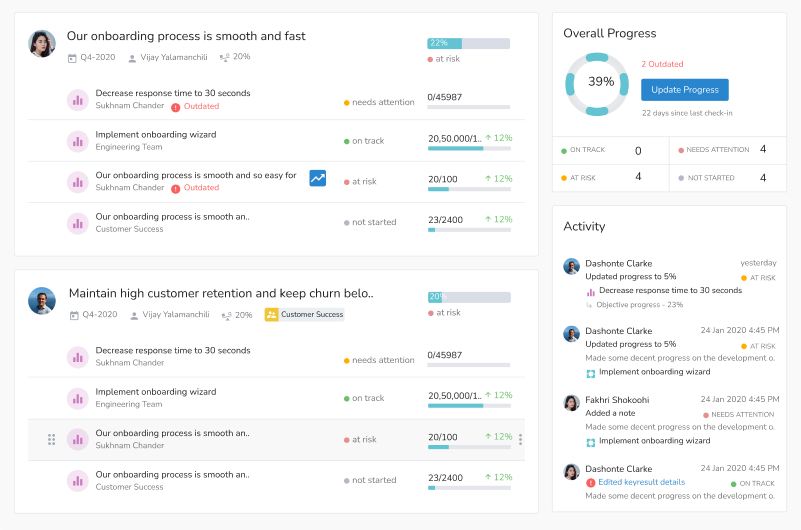 Our onboarding process is smooth and fast
Q4-2020 Vijay Yalamanchili 20%
22%
at risk
Decrease response time to 30 seconds
Sukhnam Chander Outdated
needs attention
0/45987
Implement onboarding wizard
Engineering Team
on track
20,50,000/1.. 12%
Our onboarding process is smooth and so easy for
Sukhnam Chander Outdated
at risk
20/100 12%
Our onboarding process is smooth an..
Customer Success
not started
23/2400 12%
Maintain high customer retention and keep churn belo..
Q4-2020 Vijay Yalamanchili 20% Customer Success
20%
at risk
Decrease response time to 30 seconds
Sukhnam Chander
needs attention
0/45987
Implement onboarding wizard
Engineering Team
on track
20,50,000/1.. 12%
Our onboarding process is smooth an..
Sukhnam Chander
at risk
20/100 12%
Our onboarding process is smooth an..
Customer Success
not started
23/2400 12%
Overall Progress
39%
2 Outdated
Update Progress
22 days since last check-in
ON TRACK 0
NEEDS ATTENTION 4
AT RISK 4
NOT STARTED 4
Activity
Dashonte Clarke yesterday
Updated progress to 5% AT RISK
Decrease response time to 30 seconds
Objective progress - 23%
Dashonte Clarke 24 Jan 2020 4:45 PM
Updated progress to 5% AT RISK
Made some decent progress on the development o.
Implement onboarding wizard
Fakhri Shokoohi 24 Jan 2020 4:45 PM
Added a note NEEDS ATTENTION
Made some decent progress on the development o.
Implement onboarding wizard
Dashonte Clarke 24 Jan 2020 4:45 PM
Edited keyresult details ON TRACK
Made some decent progress on the development o.